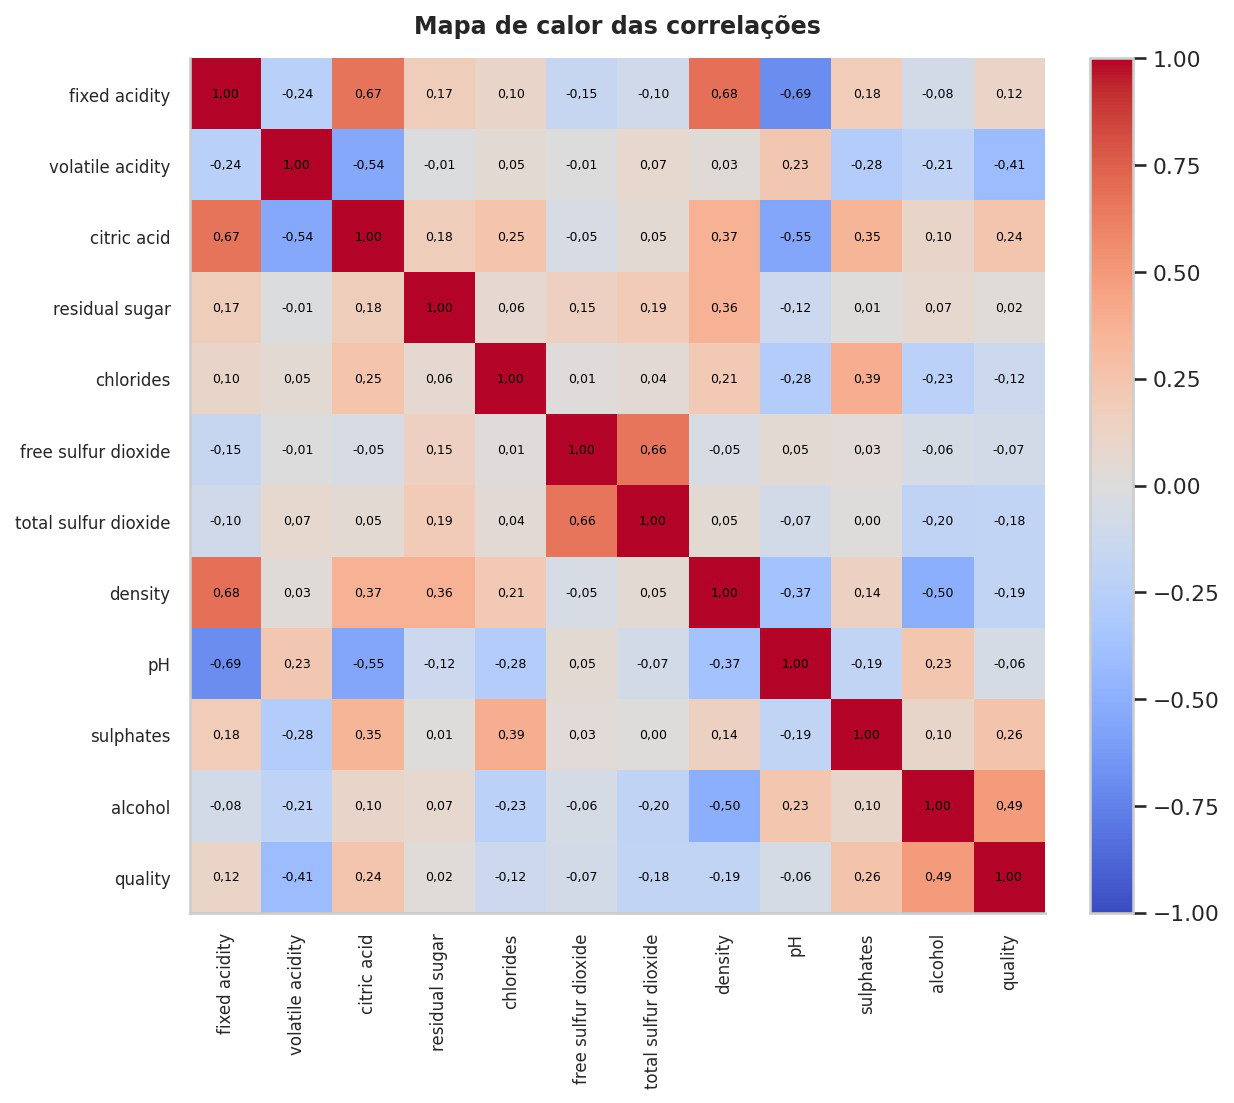 Mapa de calor das correlações
fixed acidity 1,00 -0,24 0,67 0,17 0,10 -0,15 -0,10 0,68 -0,69 0,18 -0,08 0,12
volatile acidity -0,24 1,00 -0,54 -0,01 0,05 -0,01 0,07 0,03 0,23 -0,28 -0,21 -0,41
citric acid 0,67 -0,54 1,00 0,18 0,25 -0,05 0,05 0,37 -0,55 0,35 0,10 0,24
residual sugar 0,17 -0,01 0,18 1,00 0,06 0,15 0,19 0,36 -0,12 0,01 0,07 0,02
chlorides 0,10 0,05 0,25 0,06 1,00 0,01 0,04 0,21 -0,28 0,39 -0,23 -0,12
free sulfur dioxide -0,15 -0,01 -0,05 0,15 0,01 1,00 0,66 -0,05 0,05 0,03 -0,06 -0,07
total sulfur dioxide -0,10 0,07 0,05 0,19 0,04 0,66 1,00 0,05 -0,07 0,00 -0,20 -0,18
density 0,68 0,03 0,37 0,36 0,21 -0,05 0,05 1,00 -0,37 0,14 -0,50 -0,19
pH -0,69 0,23 -0,55 -0,12 -0,28 0,05 -0,07 -0,37 1,00 -0,19 0,23 -0,06
sulphates 0,18 -0,28 0,35 0,01 0,39 0,03 0,00 0,14 -0,19 1,00 0,10 0,26
alcohol -0,08 -0,21 0,10 0,07 -0,23 -0,06 -0,20 -0,50 0,23 0,10 1,00 0,49
quality 0,12 -0,41 0,24 0,02 -0,12 -0,07 -0,18 -0,19 -0,06 0,26 0,49 1,00
fixed acidity
volatile acidity
citric acid
residual sugar
chlorides
free sulfur dioxide
total sulfur dioxide
density
pH
sulphates
alcohol
quality
1.00
0.75
0.50
0.25
0.00
−0.25
−0.50
−0.75
−1.00